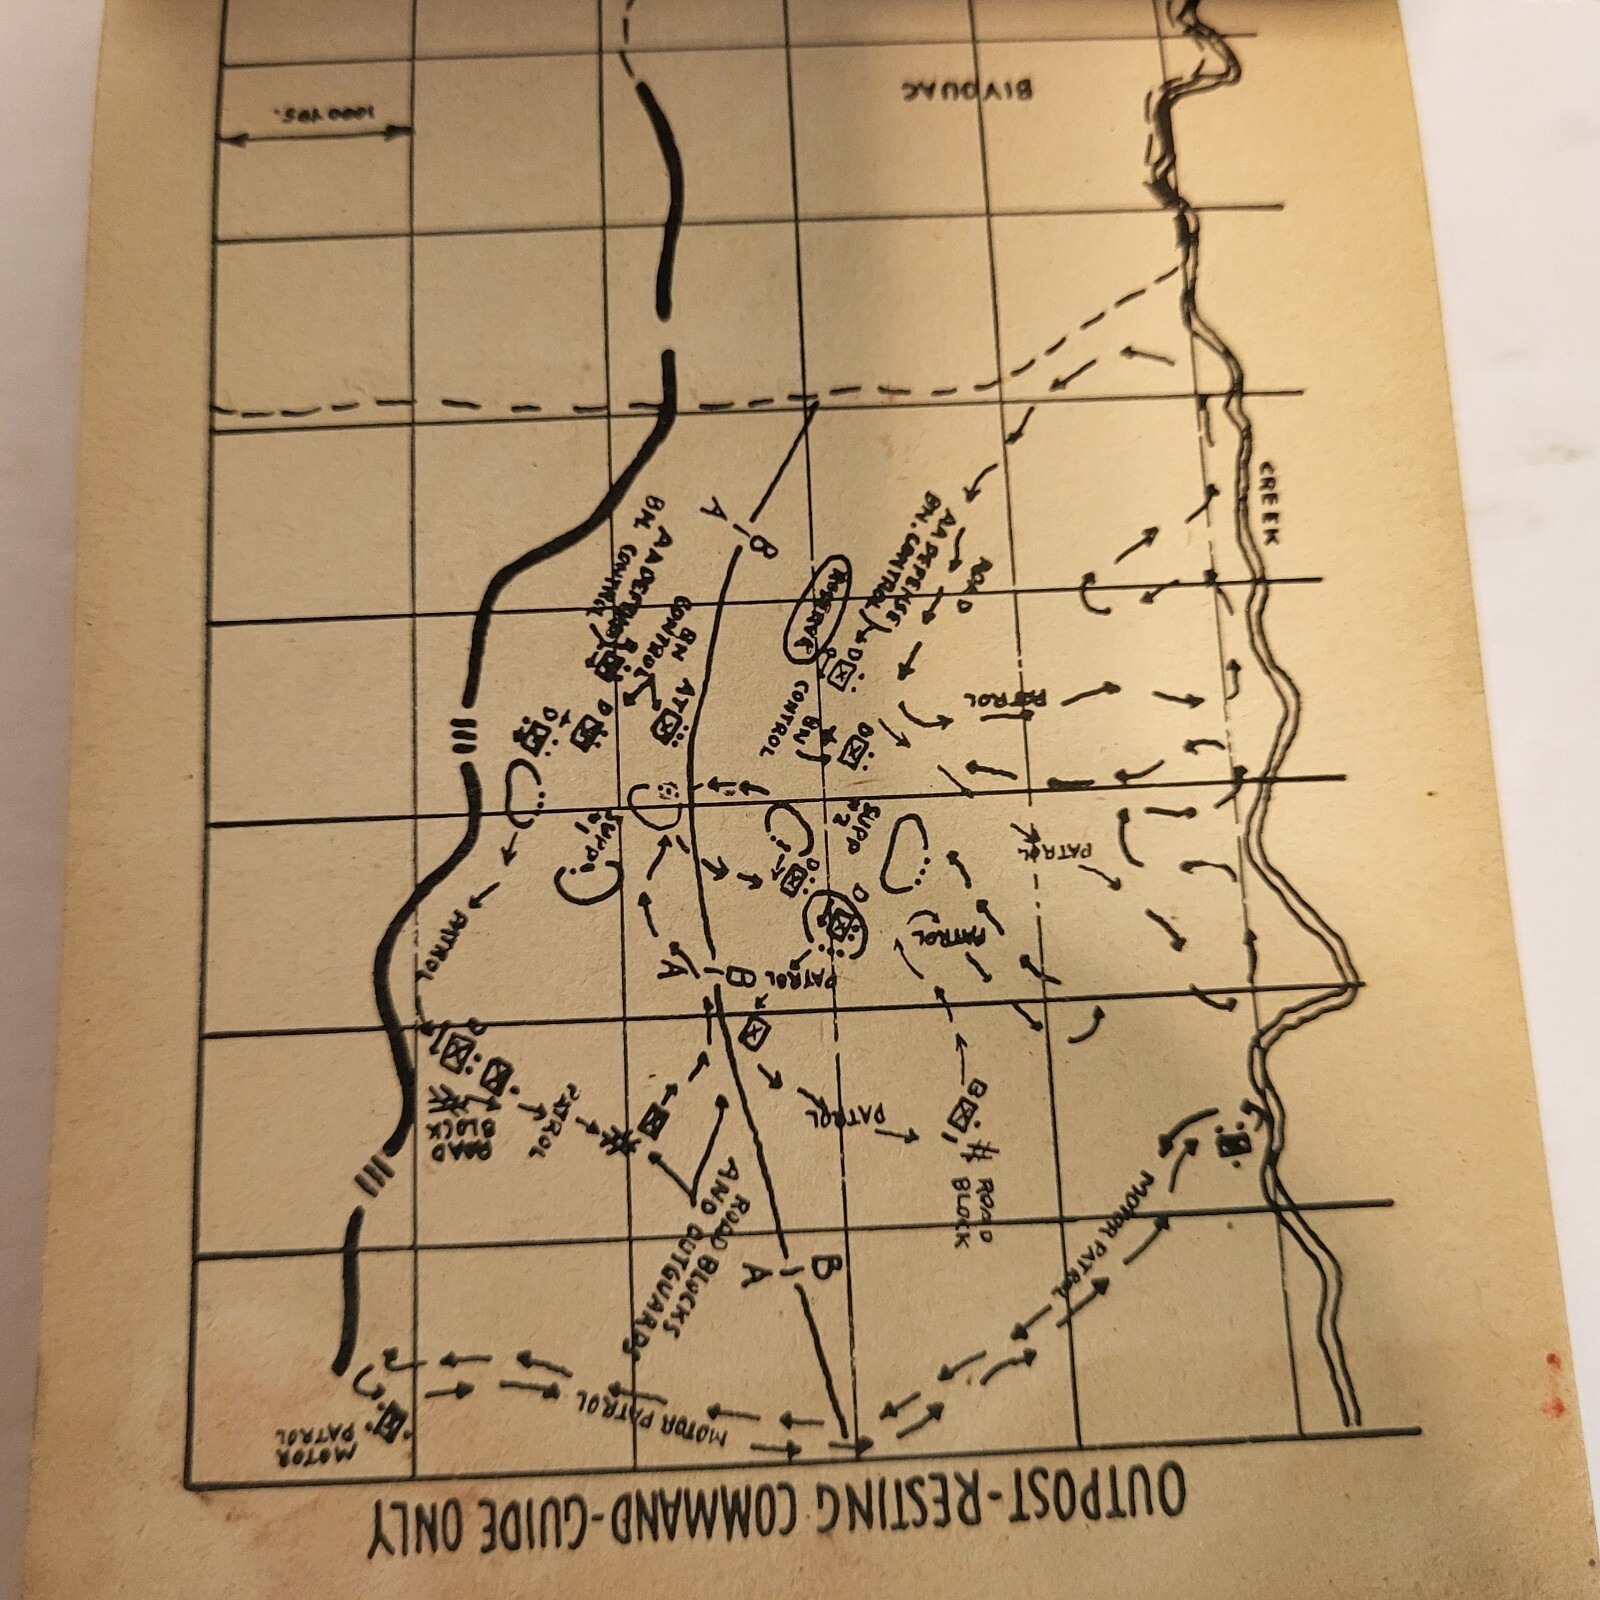 OUTPOST-RESTING COMMAND-GUIDE ONLY
MOTOR
PATROL
MOTOR PATROL
MOTOR PATROL
ROAD BLOCKS
AND OUTGUARDS
A
B
ROAD
BLOCK
B
ROAD
BLOCK
PATROL
PATROL
D
A
B
PATROL
PATROL
PATROL
PATROL
D
D
SUPP
#1
SUPP
#2
D
D
BN AT
CONTROL
BN
CONTROL
D
D
AA DEFENSE
BN CONTROL
AA DEFENSE
BN. CONTROL
RESERVE
PATROL
ROAD
A
B
CREEK
1000 YDS.
BIVOUAC